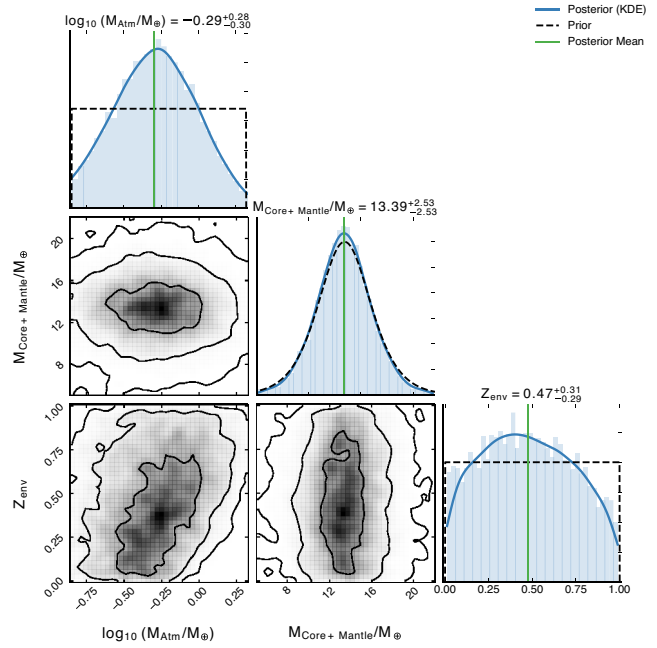 Posterior (KDE)
Prior
Posterior Mean
log₁₀ (M_Atm/M_⊕) = −0.29^{+0.28}_{−0.30}
M_Core+ Mantle/M_⊕ = 13.39^{+2.53}_{−2.53}
20
16
12
8
M_Core+ Mantle/M_⊕
Z_env = 0.47^{+0.31}_{−0.29}
1.00
0.75
0.50
0.25
0.00
Z_env
−0.75 −0.50 −0.25 0.00 0.25
8 12 16 20
0.00 0.25 0.50 0.75 1.00
log₁₀ (M_Atm/M_⊕)
M_Core+ Mantle/M_⊕